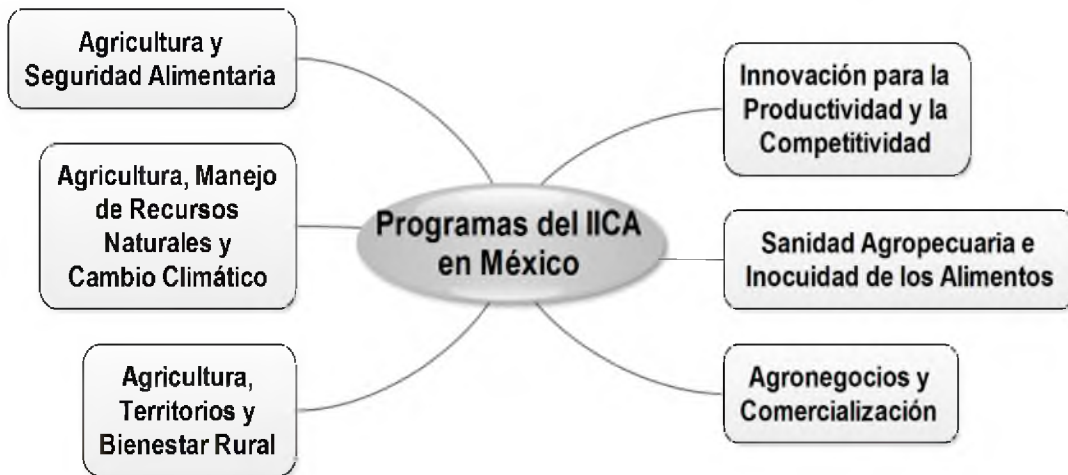 Agricultura y
Seguridad Alimentaria
Agricultura, Manejo
de Recursos
Naturales y
Cambio Climático
Agricultura,
Territorios y
Bienestar Rural
Programas del IICA
en México
Innovación para la
Productividad y la
Competitividad
Sanidad Agropecuaria e
Inocuidad de los Alimentos
Agronegocios y
Comercialización